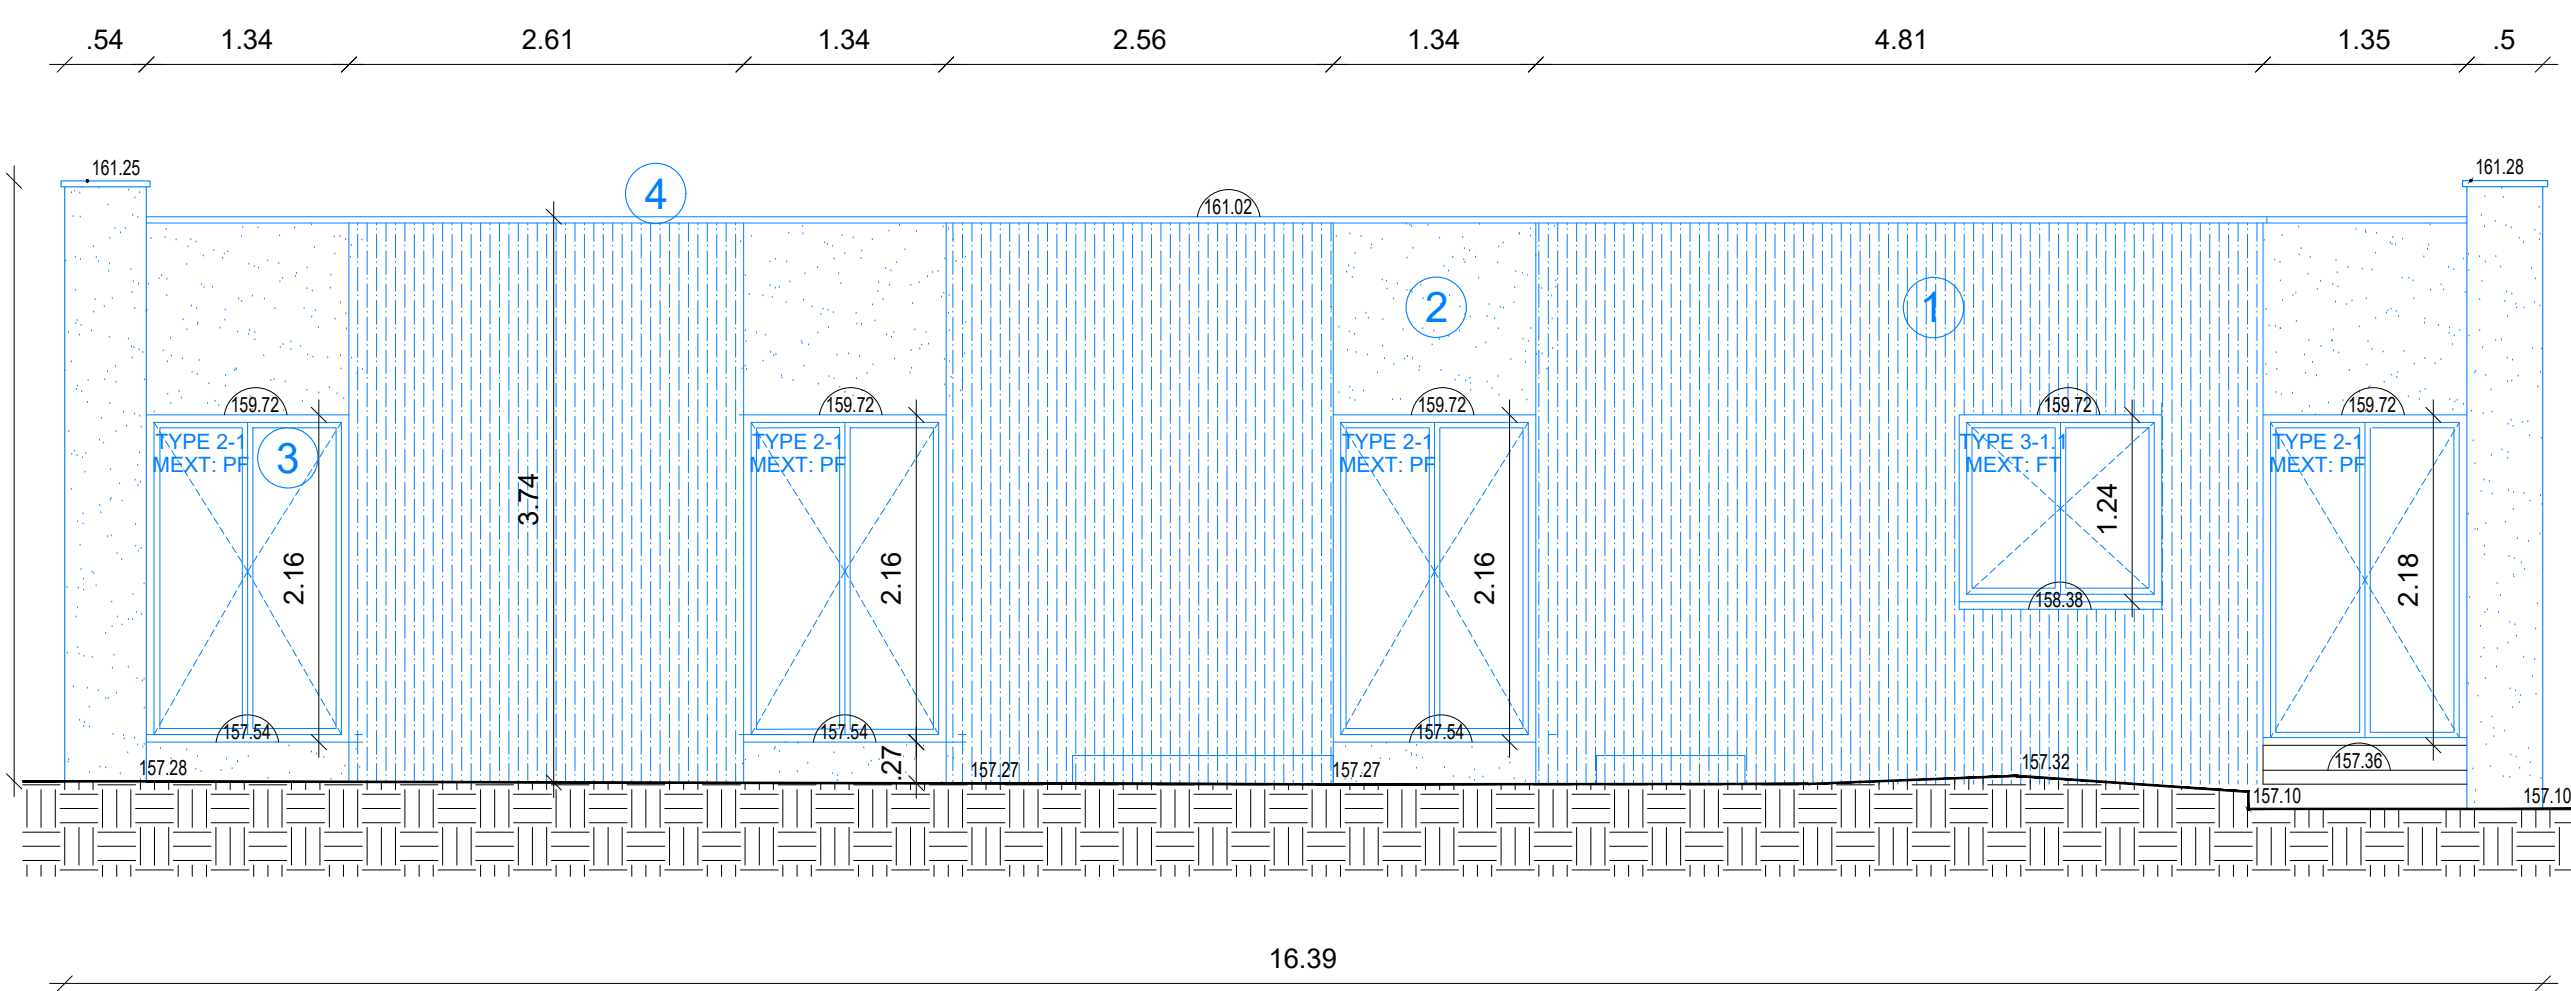 .54 1.34 2.61 1.34 2.56 1.34 4.81 1.35 .5
161.25
161.28
4
161.02
2
1
159.72 159.72 159.72 159.72 159.72
TYPE 2-1
MEXT: PF
3
TYPE 2-1
MEXT: PF
TYPE 2-1
MEXT: PF
TYPE 3-1.1
MEXT: FT
TYPE 2-1
MEXT: PF
3.74
1.24
2.16
2.16
2.16
2.18
158.38
157.54 157.54 157.54
.27
157.28
157.27
157.27
157.32
157.36
157.10
157.10
16.39